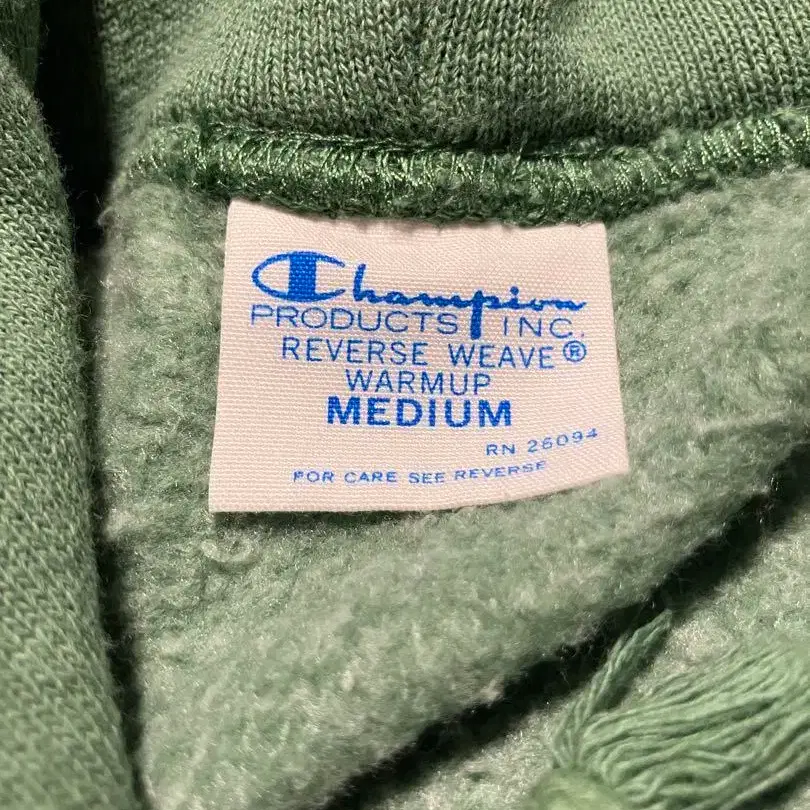 Champion
PRODUCTS INC.
REVERSE WEAVE®
WARMUP
MEDIUM
RN 26094
FOR CARE SEE REVERSE